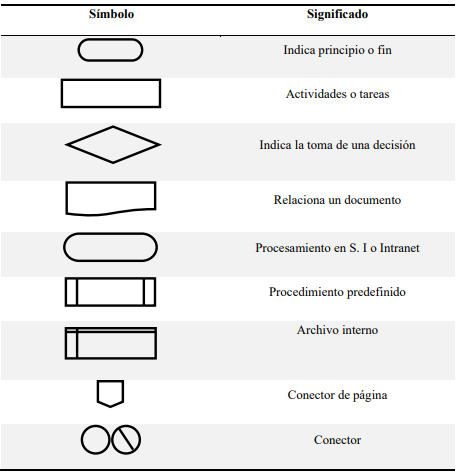 Símbolo Significado
Indica principio o fin
Actividades o tareas
Indica la toma de una decisión
Relaciona un documento
Procesamiento en S. I o Intranet
Procedimiento predefinido
Archivo interno
Conector de página
Conector